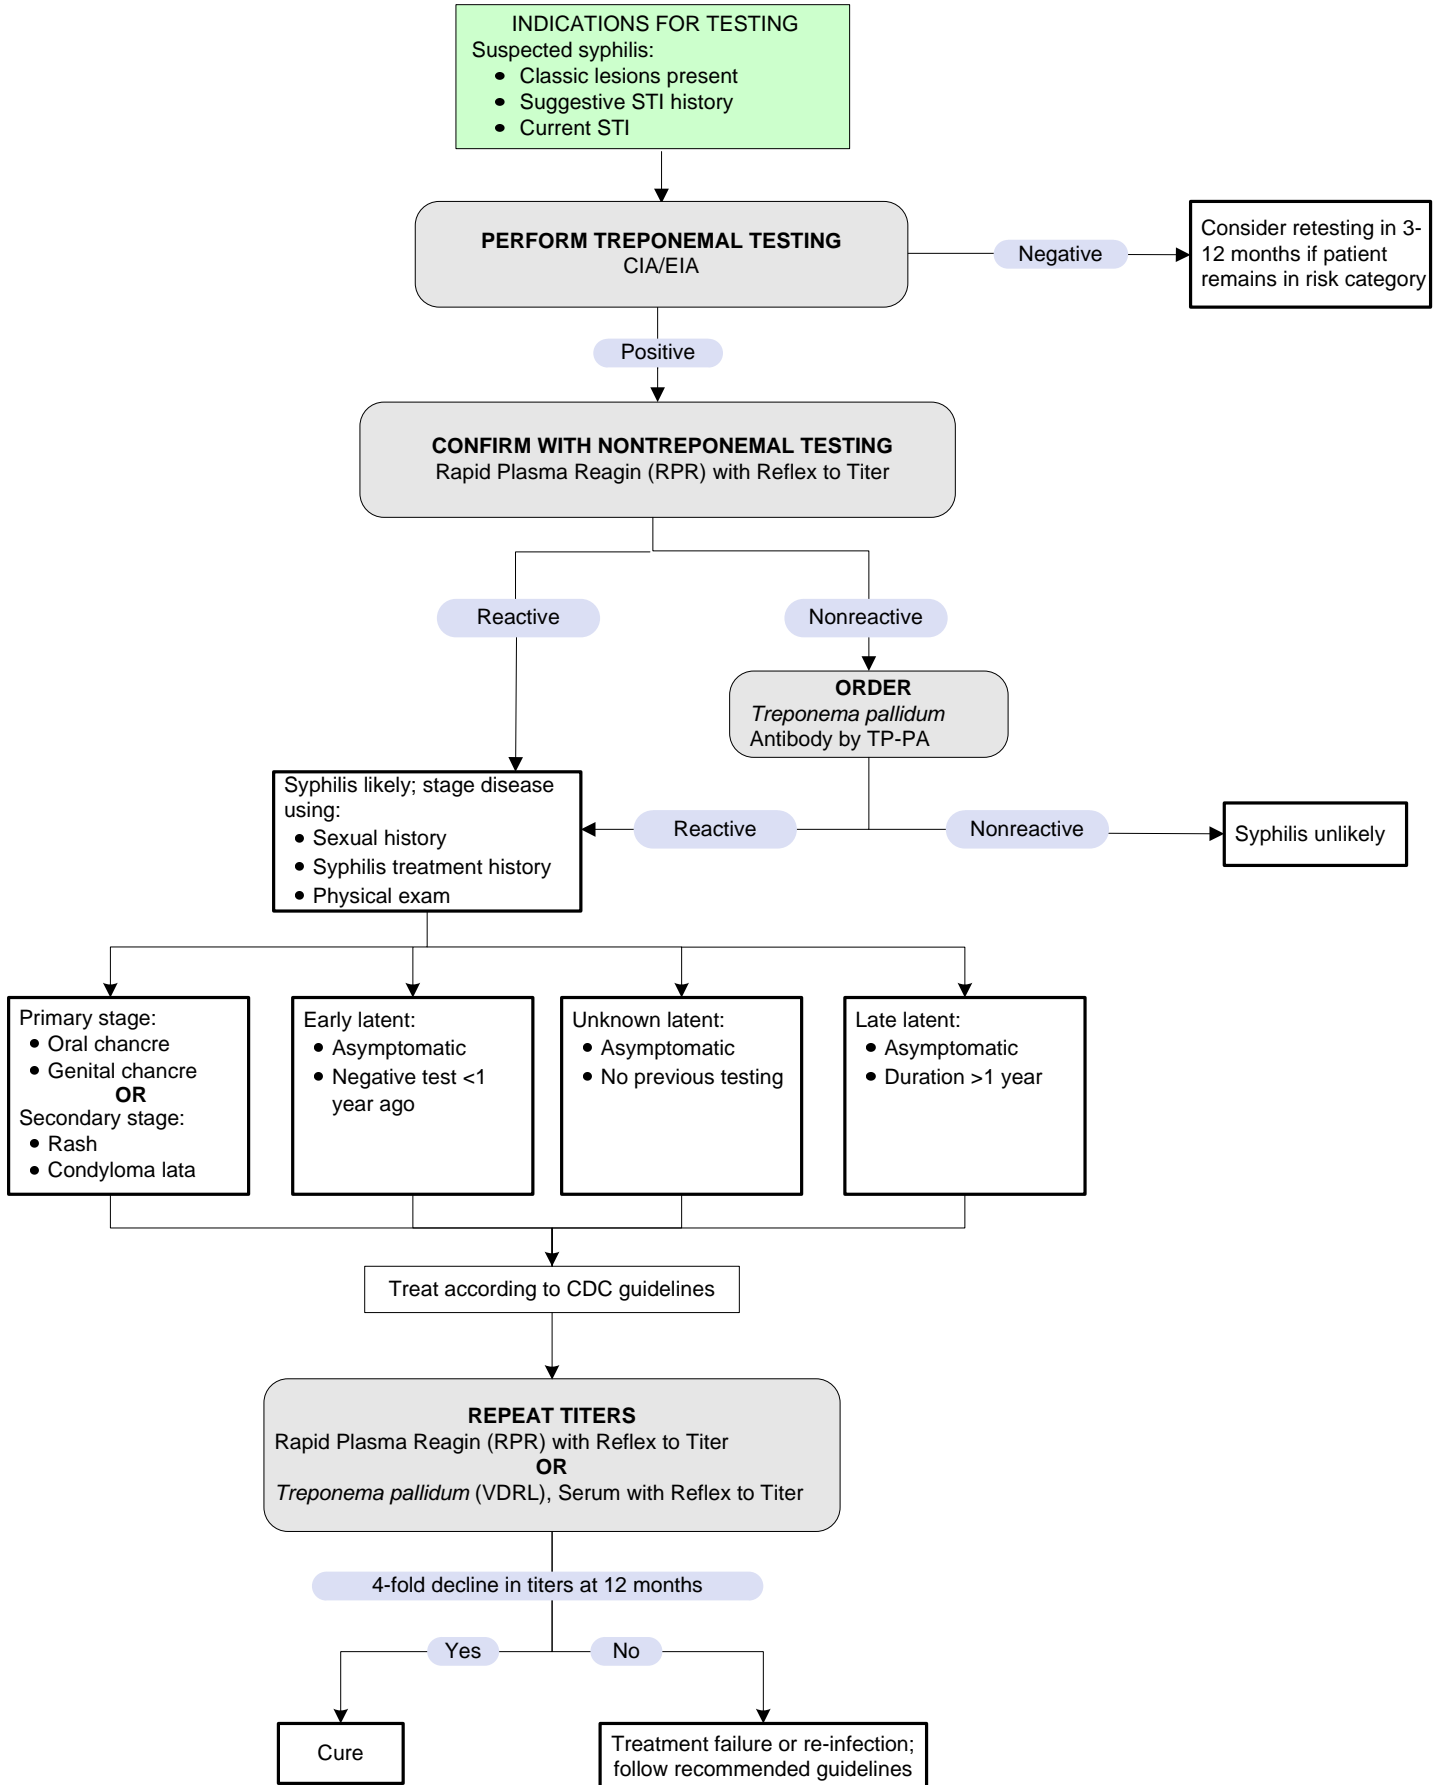 INDICATIONS FOR TESTING
Suspected syphilis:
• Classic lesions present
• Suggestive STI history
• Current STI
PERFORM TREPONEMAL TESTING
CIA/EIA
Negative
Consider retesting in 3-
12 months if patient
remains in risk category
Positive
CONFIRM WITH NONTREPONEMAL TESTING
Rapid Plasma Reagin (RPR) with Reflex to Titer
Reactive
Nonreactive
ORDER
Treponema pallidum
Antibody by TP-PA
Syphilis likely; stage disease
using:
• Sexual history
• Syphilis treatment history
• Physical exam
Reactive
Nonreactive
Syphilis unlikely
Primary stage:
• Oral chancre
• Genital chancre
OR
Secondary stage:
• Rash
• Condyloma lata
Early latent:
• Asymptomatic
• Negative test <1
year ago
Unknown latent:
• Asymptomatic
• No previous testing
Late latent:
• Asymptomatic
• Duration >1 year
Treat according to CDC guidelines
REPEAT TITERS
Rapid Plasma Reagin (RPR) with Reflex to Titer
OR
Treponema pallidum (VDRL), Serum with Reflex to Titer
4-fold decline in titers at 12 months
Yes
No
Cure
Treatment failure or re-infection;
follow recommended guidelines